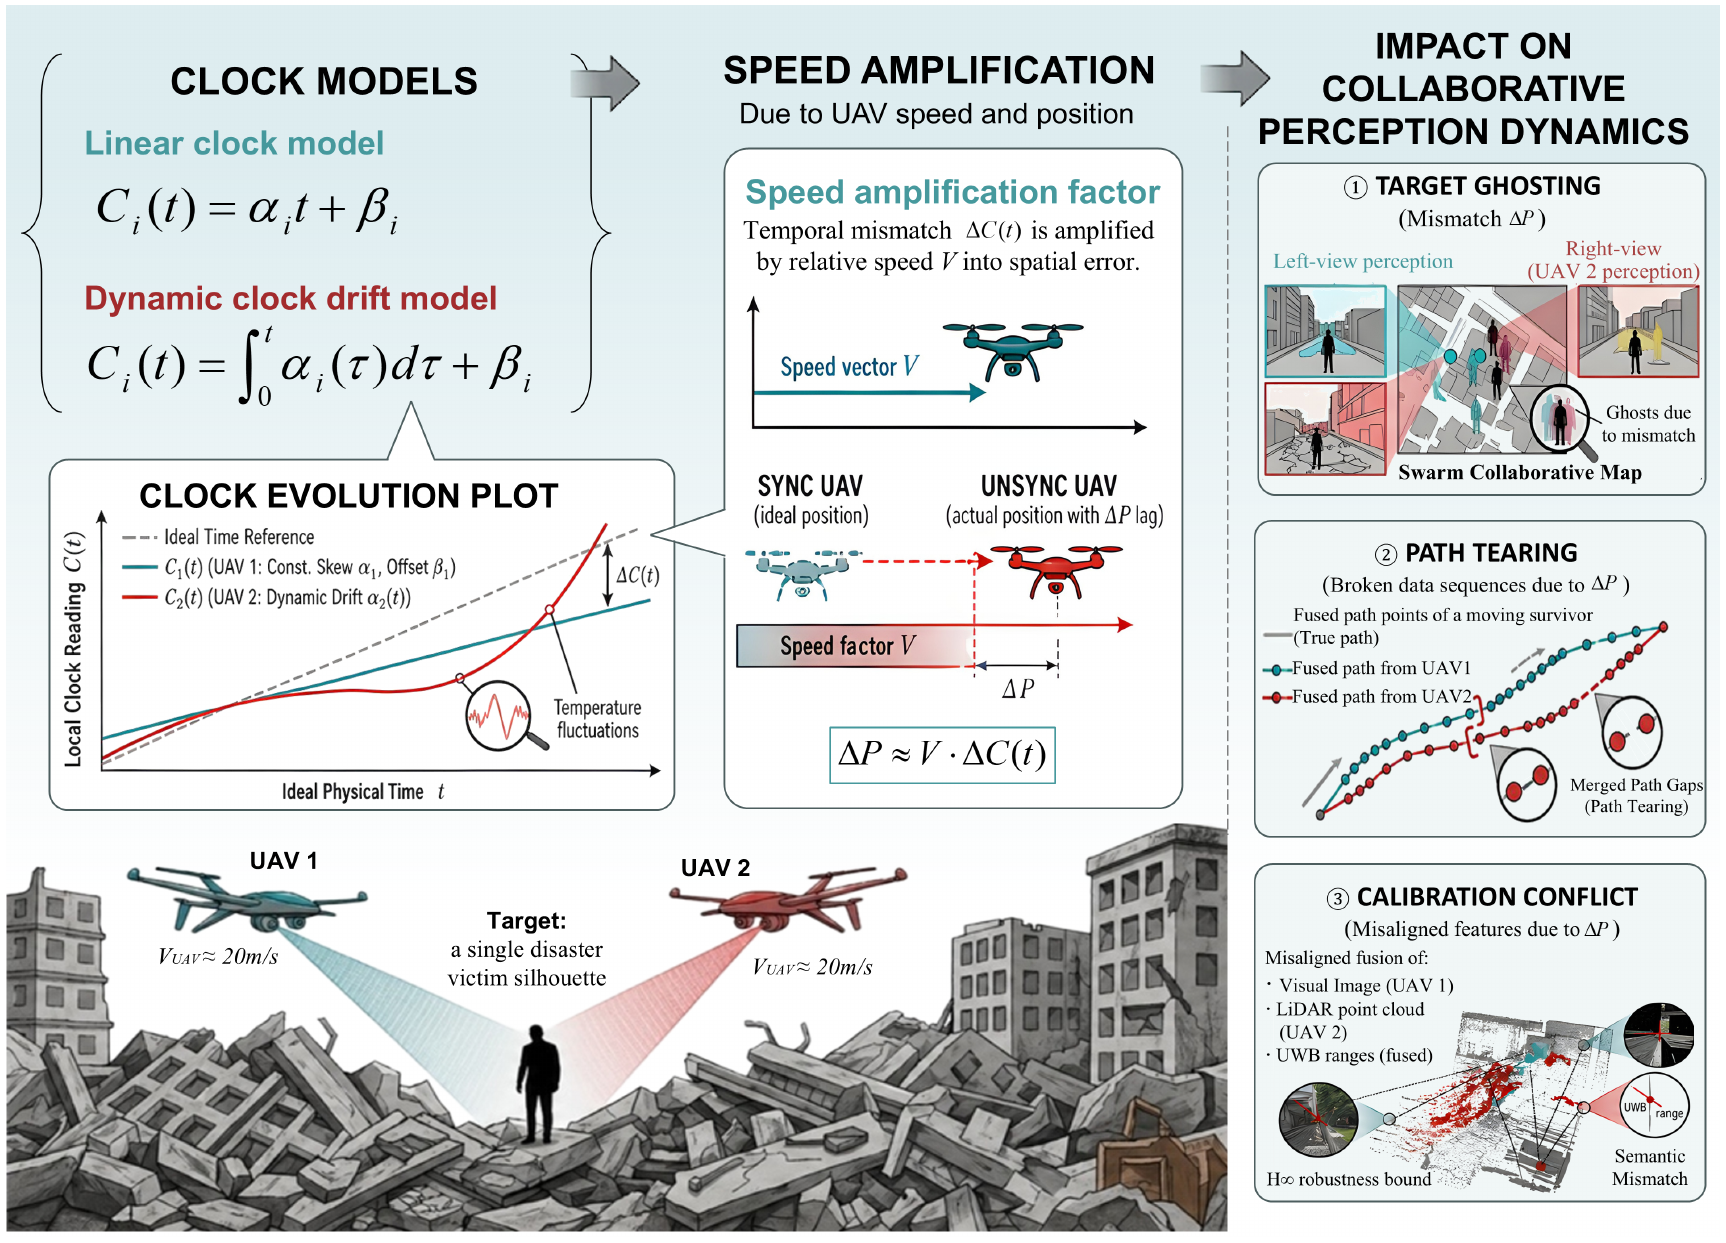 CLOCK MODELS
Linear clock model
C_i(t) = α_i t + β_i
Dynamic clock drift model
C_i(t) = ∫_0^t α_i(τ)dτ + β_i
CLOCK EVOLUTION PLOT
Local Clock Reading C(t)
Ideal Time Reference
C₁(t) (UAV 1: Const. Skew α₁, Offset β₁)
C₂(t) (UAV 2: Dynamic Drift α₂(t))
ΔC(t)
Temperature
fluctuations
Ideal Physical Time t
SPEED AMPLIFICATION
Due to UAV speed and position
Speed amplification factor
Temporal mismatch ΔC(t) is amplified
by relative speed V into spatial error.
Speed vector V
SYNC UAV
(ideal position)
UNSYNC UAV
(actual position with ΔP lag)
Speed factor V
ΔP
ΔP ≈ V · ΔC(t)
IMPACT ON
COLLABORATIVE
PERCEPTION DYNAMICS
① TARGET GHOSTING
(Mismatch ΔP)
Left-view perception
Right-view
(UAV 2 perception)
Ghosts due
to mismatch
Swarm Collaborative Map
② PATH TEARING
(Broken data sequences due to ΔP)
Fused path points of a moving survivor
(True path)
Fused path from UAV1
Fused path from UAV2
Merged Path Gaps
(Path Tearing)
③ CALIBRATION CONFLICT
(Misaligned features due to ΔP)
Misaligned fusion of:
· Visual Image (UAV 1)
· LiDAR point cloud
(UAV 2)
· UWB ranges (fused)
UWB range
H∞ robustness bound
Semantic
Mismatch
UAV 1
V_UAV ≈ 20m/s
Target:
a single disaster
victim silhouette
UAV 2
V_UAV ≈ 20m/s